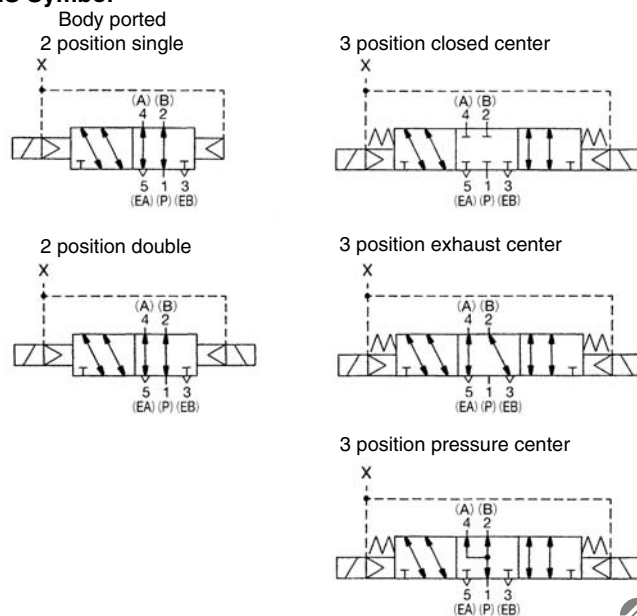 Body ported
2 position single
X
(A) (B)
4 2
5 1 3
(EA) (P) (EB)
3 position closed center
X
(A) (B)
4 2
5 1 3
(EA) (P) (EB)
2 position double
X
(A) (B)
4 2
5 1 3
(EA) (P) (EB)
3 position exhaust center
X
(A) (B)
4 2
5 1 3
(EA) (P) (EB)
3 position pressure center
X
(A) (B)
4 2
5 1 3
(EA) (P) (EB)